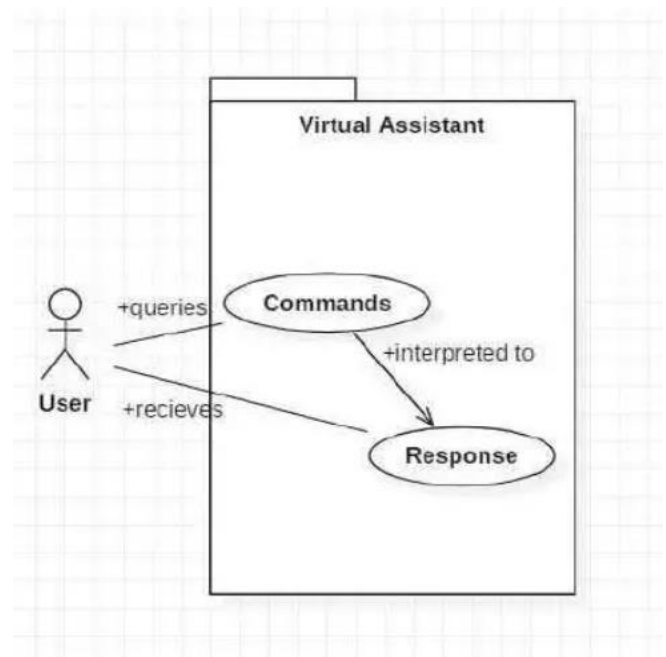 Virtual Assistant
+queries
Commands
+interpreted to
User
+recieves
Response